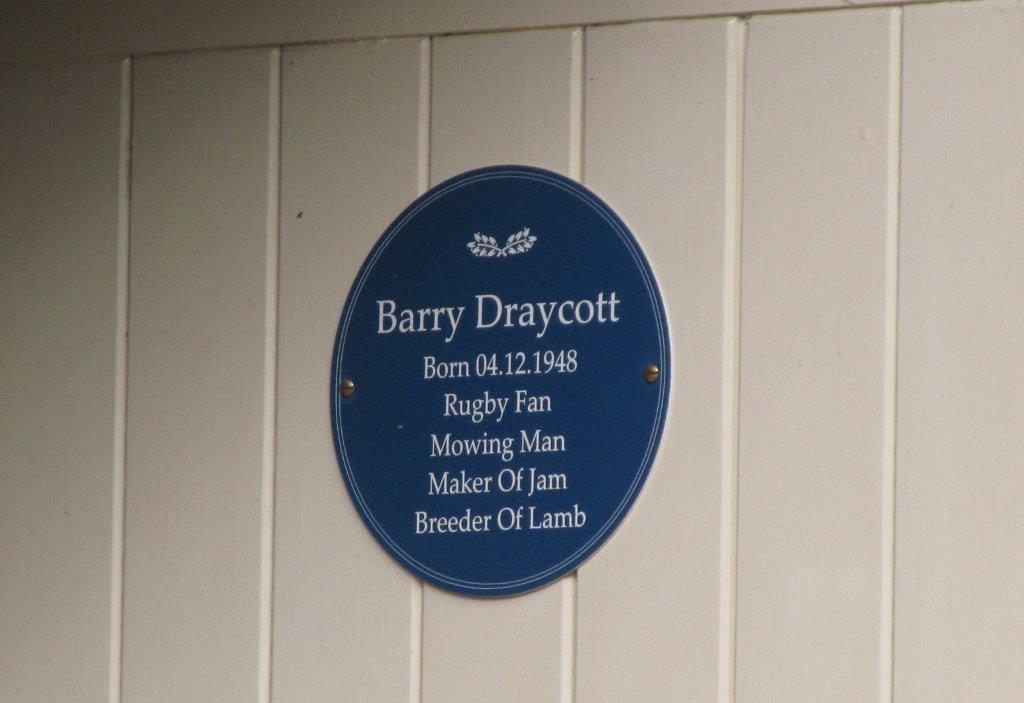 Barry Draycott
Born 04.12.1948
Rugby Fan
Mowing Man
Maker Of Jam
Breeder Of Lamb